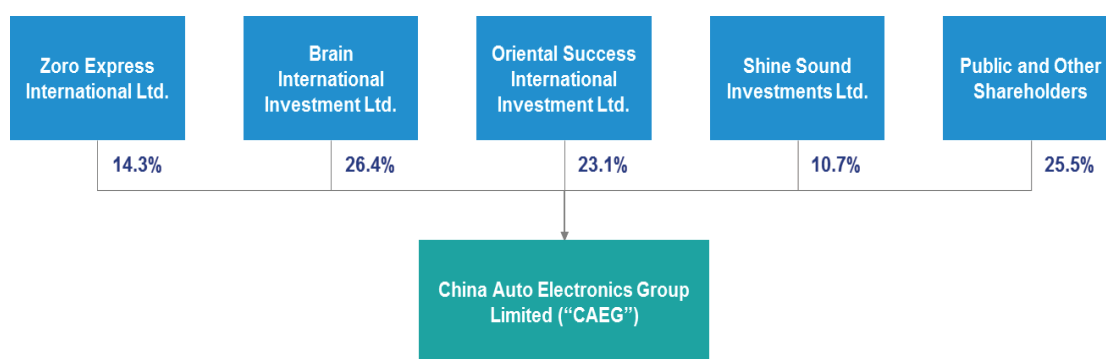 Zoro Express
International Ltd.
Brain
International
Investment Ltd.
Oriental Success
International
Investment Ltd.
Shine Sound
Investments Ltd.
Public and Other
Shareholders
14.3%
26.4%
23.1%
10.7%
25.5%
China Auto Electronics Group
Limited (“CAEG”)